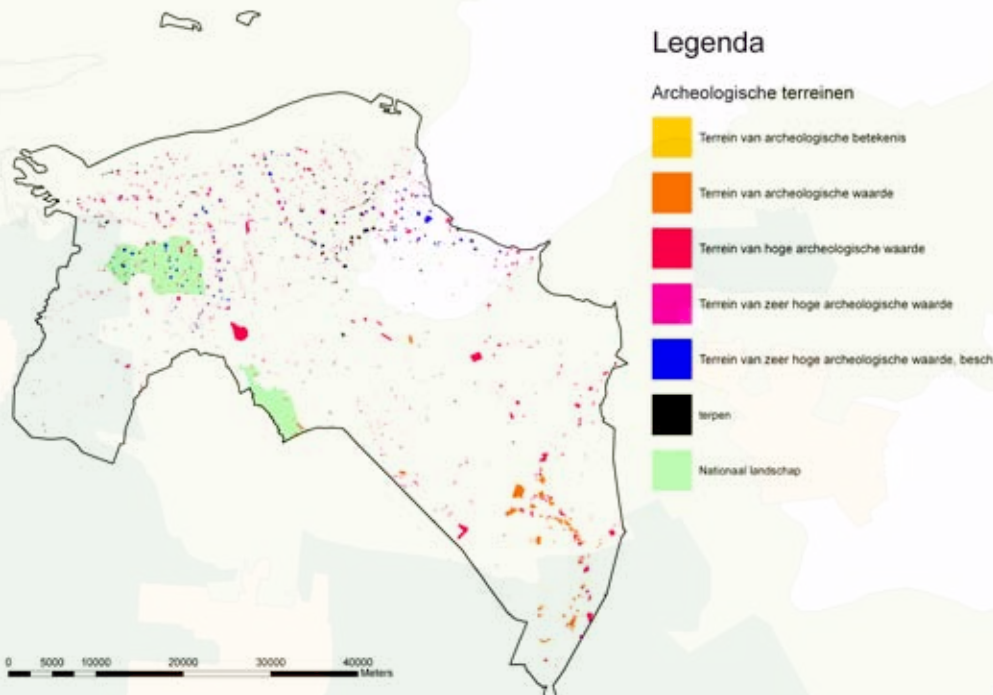 Legenda
Archeologische terreinen
Terrein van archeologische betekenis
Terrein van archeologische waarde
Terrein van hoge archeologische waarde
Terrein van zeer hoge archeologische waarde
Terrein van zeer hoge archeologische waarde, besch
terpen
Nationaal landschap
0 5000 10000 20000 30000 40000
Meters